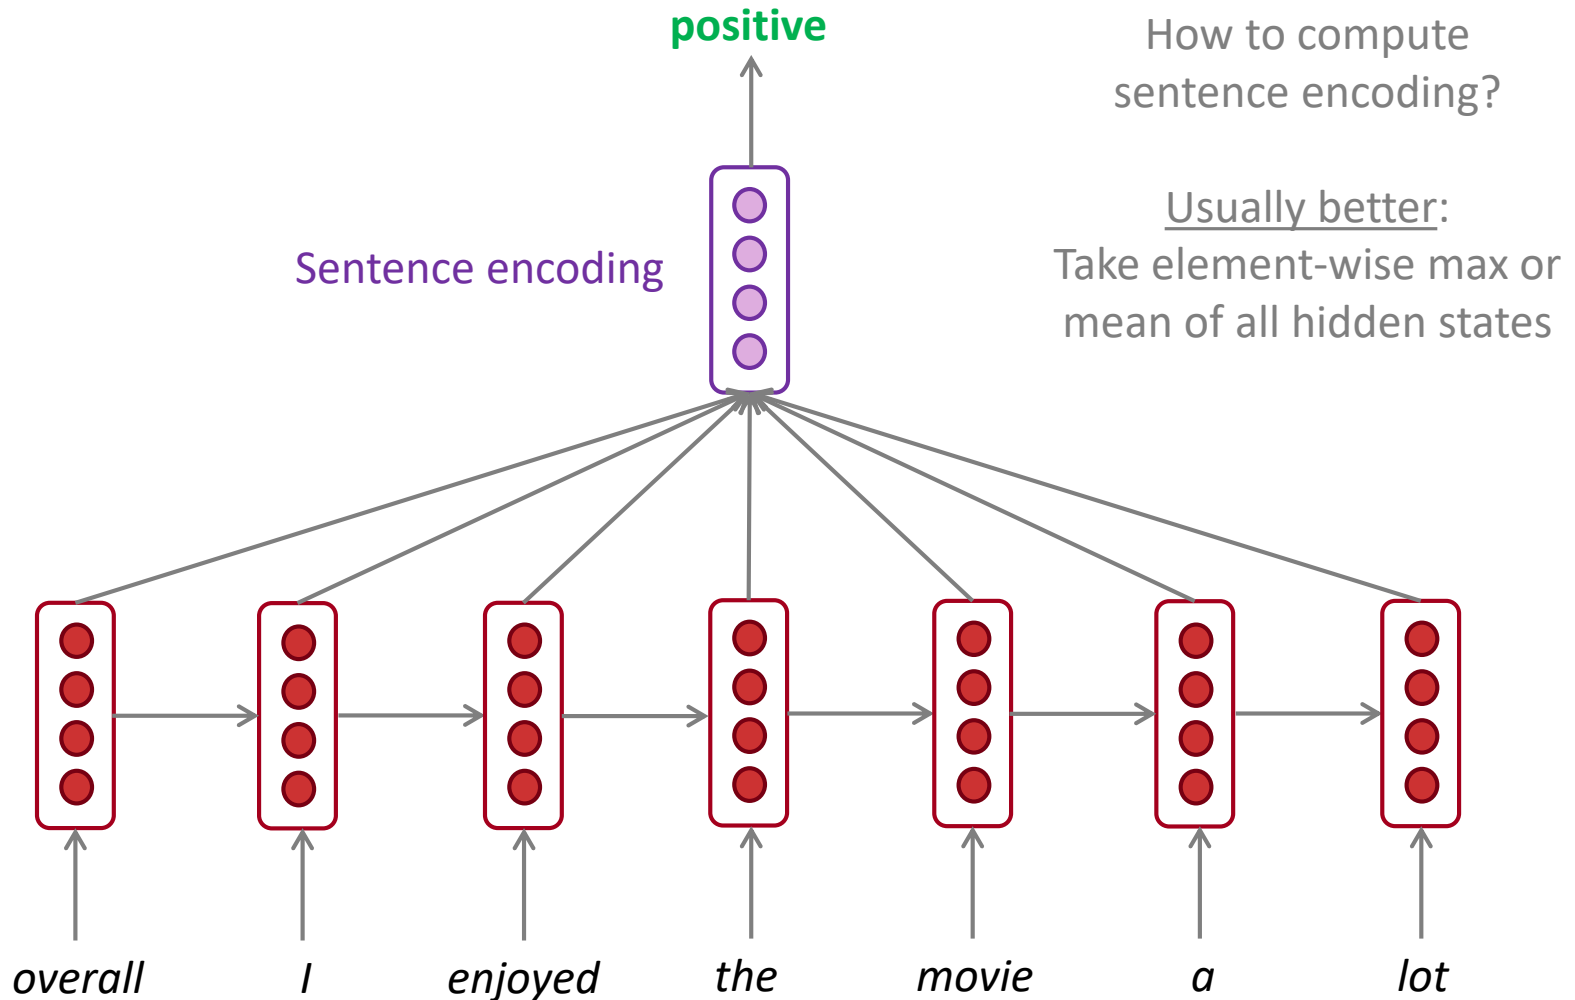 positive
How to compute
sentence encoding?
Usually better:
Take element-wise max or
mean of all hidden states
Sentence encoding
overall I enjoyed the movie a lot